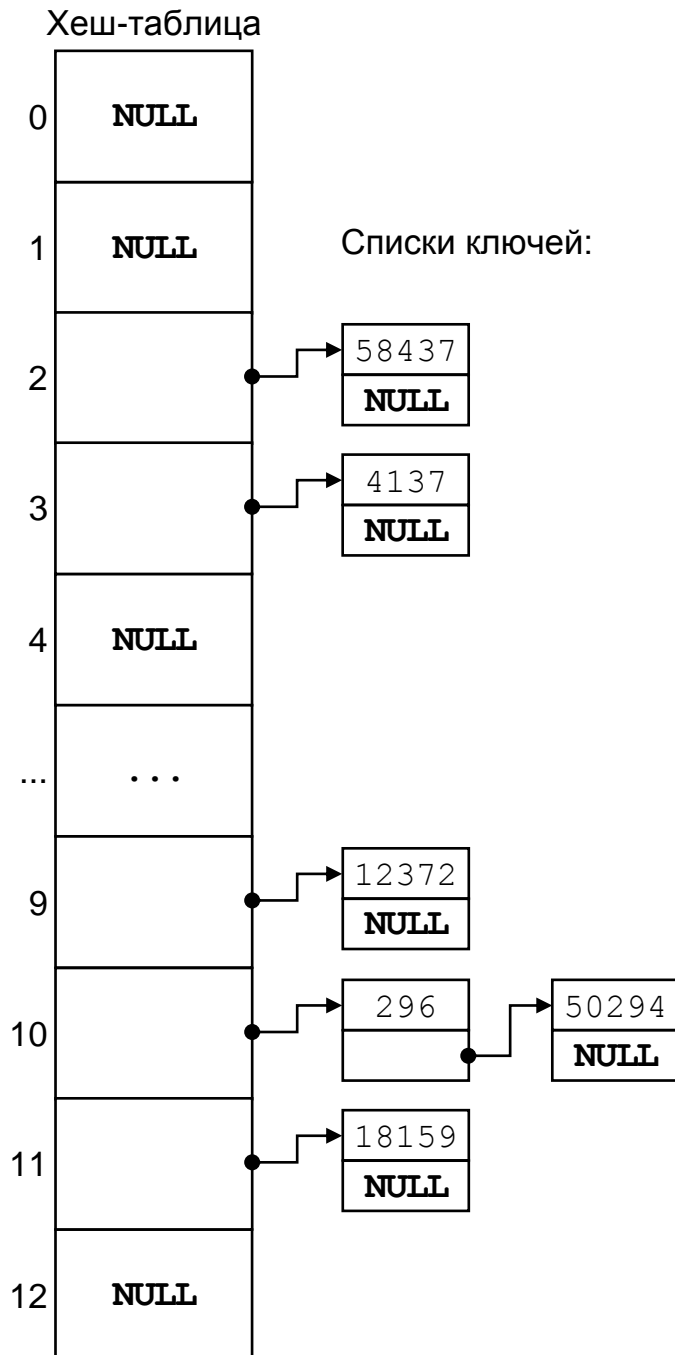 Хеш-таблица
0 NULL
1 NULL
Списки ключей:
2 58437
NULL
3 4137
NULL
4 NULL
... ...
9 12372
NULL
10 296 50294
NULL
11 18159
NULL
12 NULL